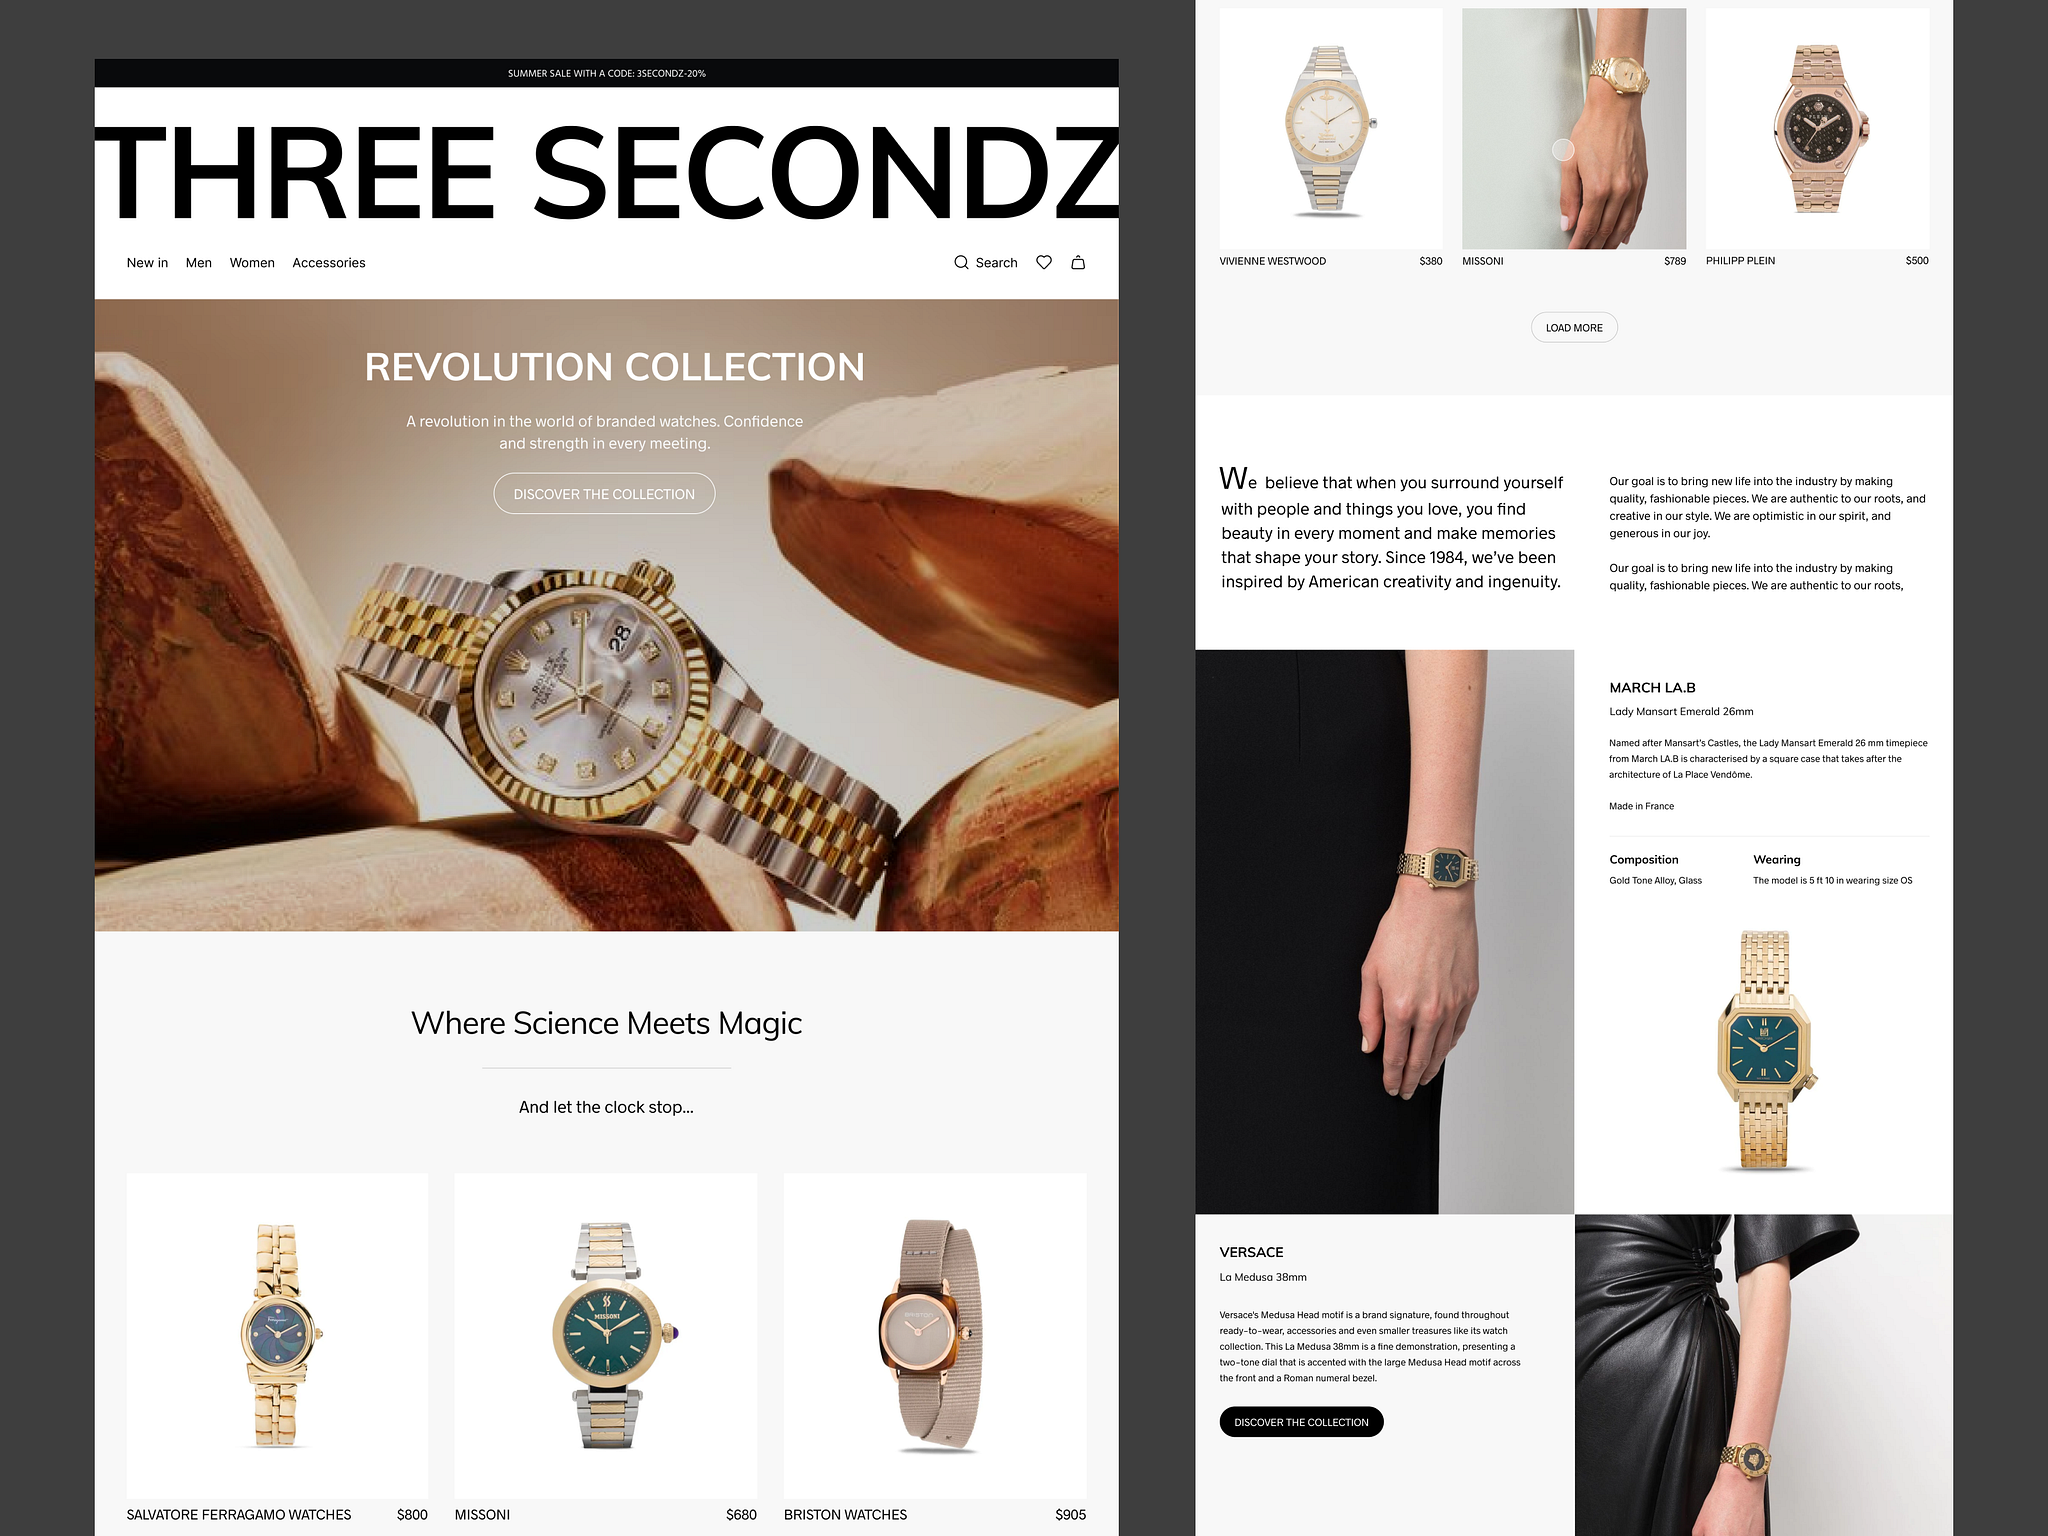 SUMMER SALE WITH A CODE: 3SECONDZ-20%
THREE SECONDZ
New in
Men
Women
Accessories
Search
REVOLUTION COLLECTION
A revolution in the world of branded watches. Confidence
and strength in every meeting.
DISCOVER THE COLLECTION
ROLEX
28
Where Science Meets Magic
And let the clock stop...
MISSONI
BRISTON
SALVATORE FERRAGAMO WATCHES
$800
MISSONI
$680
BRISTON WATCHES
$905
VIVIENNE WESTWOOD
$380
MISSONI
$789
PHILIPP PLEIN
$500
LOAD MORE
We believe that when you surround yourself
with people and things you love, you find
beauty in every moment and make memories
that shape your story. Since 1984, we've been
inspired by American creativity and ingenuity.
Our goal is to bring new life into the industry by making
quality, fashionable pieces. We are authentic to our roots, and
creative in our style. We are optimistic in our spirit, and
generous in our joy.
Our goal is to bring new life into the industry by making
quality, fashionable pieces. We are authentic to our roots,
MARCH LA.B
Lady Mansart Emerald 26mm
Named after Mansart's Castles, the Lady Mansart Emerald 26 mm timepiece
from March LA.B is characterised by a square case that takes after the
architecture of La Place Vendôme.
Made in France
Composition
Gold Tone Alloy, Glass
Wearing
The model is 5 ft 10 in wearing size OS
VERSACE
La Medusa 38mm
Versace's Medusa Head motif is a brand signature, found throughout
ready-to-wear, accessories and even smaller treasures like its watch
collection. This La Medusa 38mm is a fine demonstration, presenting a
two-tone dial that is accented with the large Medusa Head motif across
the front and a Roman numeral bezel.
DISCOVER THE COLLECTION